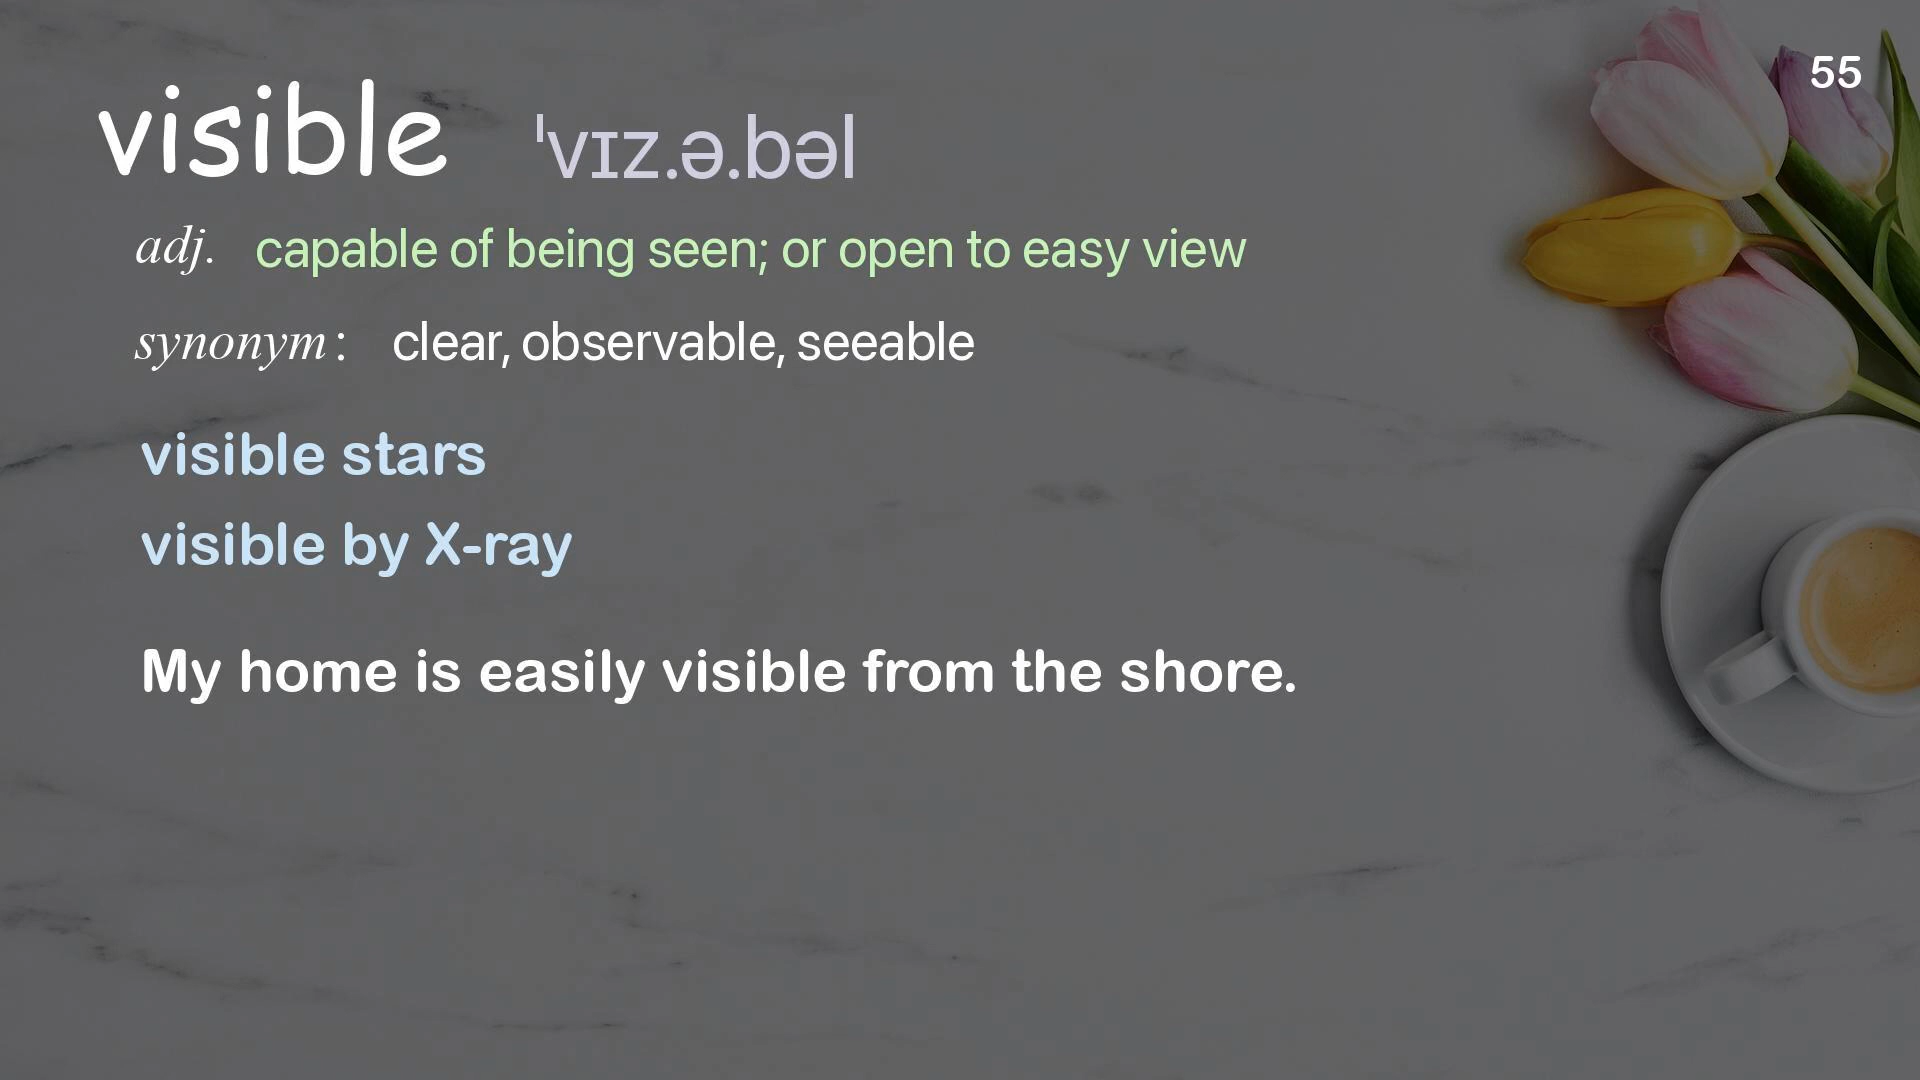 55
visible ˈvɪz.ə.bəl
adj. capable of being seen; or open to easy view
synonym: clear, observable, seeable
visible stars
visible by X-ray
My home is easily visible from the shore.